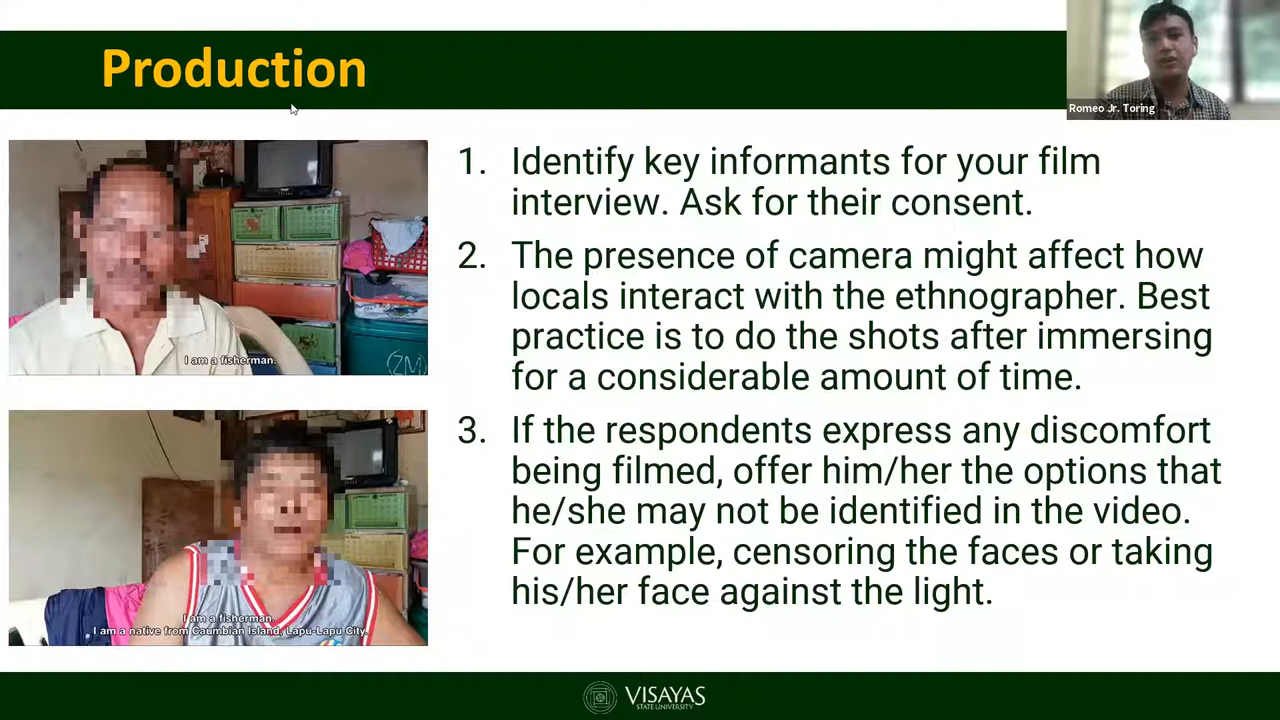 Production
Romeo Jr. Toring
I am a fisherman.
I am a fisherman.
I am a native from Caumbian Island, Lapu-Lapu City.
1. Identify key informants for your film
interview. Ask for their consent.
2. The presence of camera might affect how
locals interact with the ethnographer. Best
practice is to do the shots after immersing
for a considerable amount of time.
3. If the respondents express any discomfort
being filmed, offer him/her the options that
he/she may not be identified in the video.
For example, censoring the faces or taking
his/her face against the light.
VISAYAS
STATE UNIVERSITY